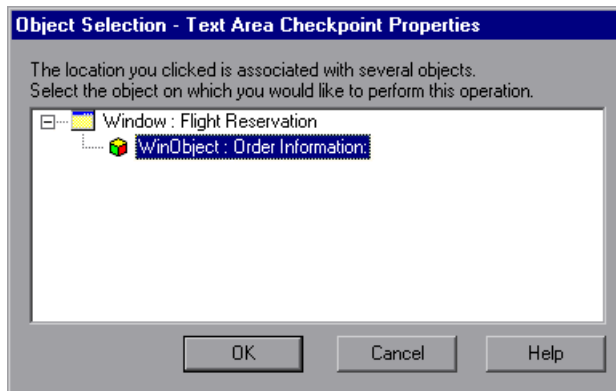 Object Selection - Text Area Checkpoint Properties
The location you clicked is associated with several objects.
Select the object on which you would like to perform this operation.
Window : Flight Reservation
WinObject : Order Information:
OK Cancel Help